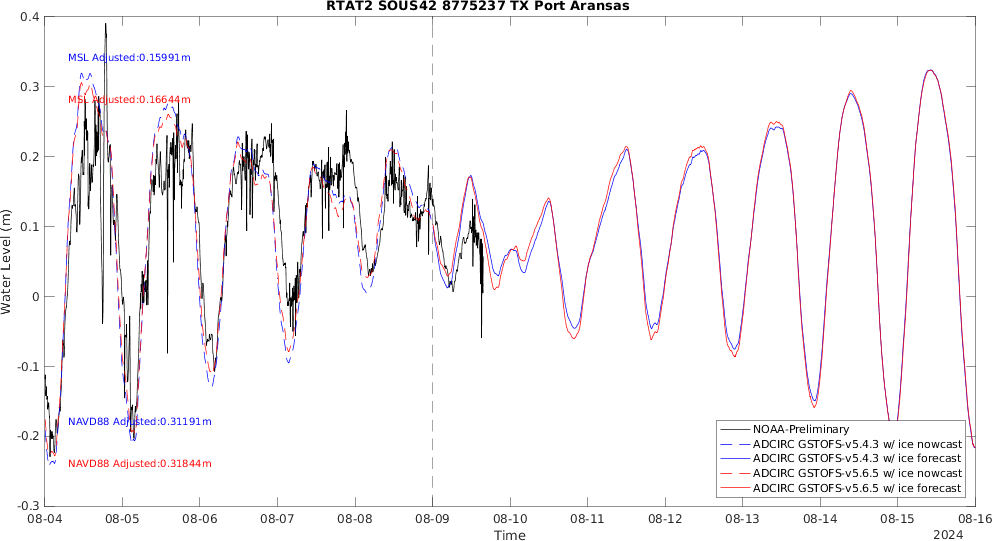 RTAT2 SOUS42 8775237 TX Port Aransas
0.4
0.3
0.2
0.1
0
-0.1
-0.2
-0.3
Water Level (m)
MSL Adjusted:0.15991m
MSL Adjusted:0.16644m
NAVD88 Adjusted:0.31191m
NAVD88 Adjusted:0.31844m
NOAA-Preliminary
ADCIRC GSTOFS-v5.4.3 w/ ice nowcast
ADCIRC GSTOFS-v5.4.3 w/ ice forecast
ADCIRC GSTOFS-v5.6.5 w/ ice nowcast
ADCIRC GSTOFS-v5.6.5 w/ ice forecast
08-04 08-05 08-06 08-07 08-08 08-09 08-10 08-11 08-12 08-13 08-14 08-15 08-16
Time
2024